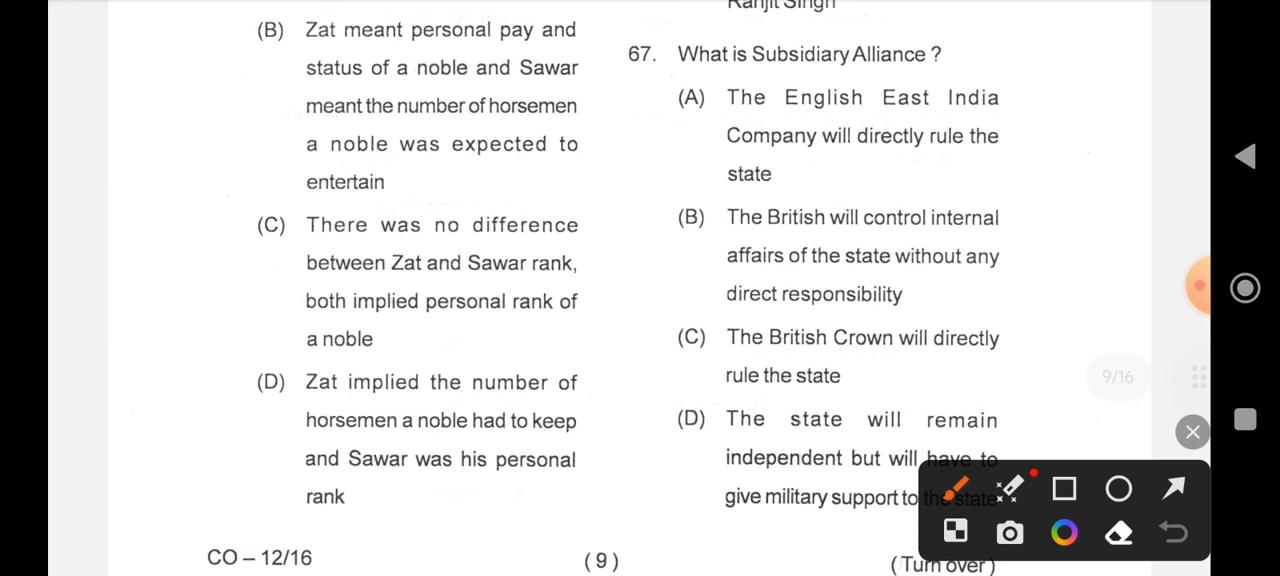 (B) Zat meant personal pay and
status of a noble and Sawar
meant the number of horsemen
a noble was expected to
entertain
(C) There was no difference
between Zat and Sawar rank,
both implied personal rank of
a noble
(D) Zat implied the number of
horsemen a noble had to keep
and Sawar was his personal
rank
Ranjit Singh
67. What is Subsidiary Alliance ?
(A) The English East India
Company will directly rule the
state
(B) The British will control internal
affairs of the state without any
direct responsibility
(C) The British Crown will directly
rule the state
(D) The state will remain
independent but will have to
give military support to the state
9/16
CO – 12/16
( 9 )
( Turn over )